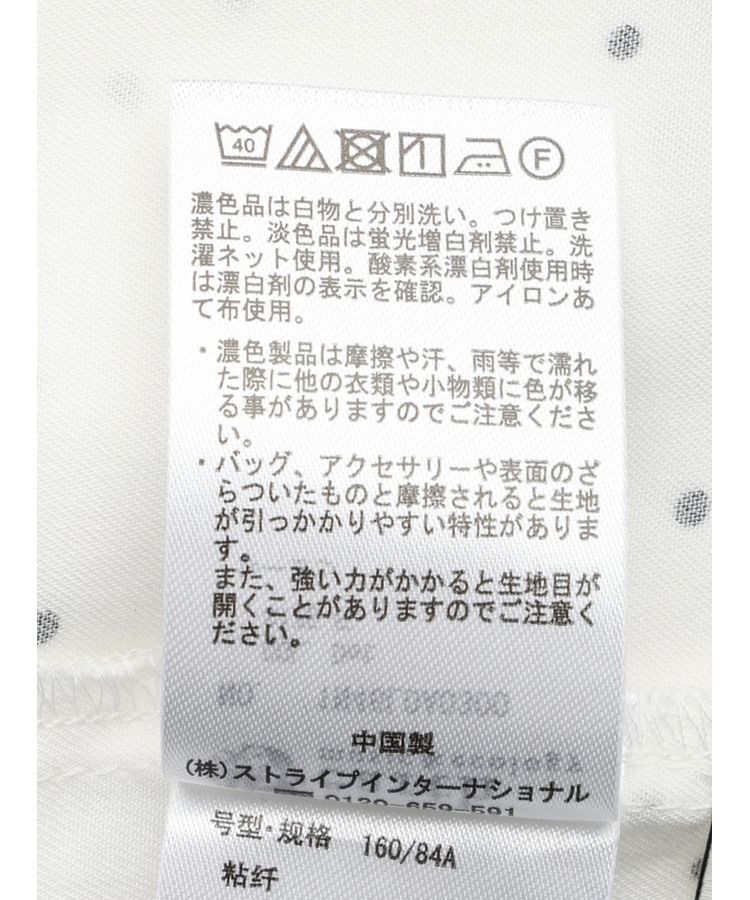 40 F
濃色品は白物と分別洗い。つけ置き
禁止。淡色品は蛍光増白剤禁止。洗
濯ネット使用。酸素系漂白剤使用時
は漂白剤の表示を確認。アイロンあ
て布使用。
・濃色製品は摩擦や汗、雨等で濡れ
た際に他の衣類や小物類に色が移
る事がありますのでご注意くださ
い。
・バッグ、アクセサリーや表面のざ
らついたものと摩擦されると生地
が引っかかりやすい特性がありま
す。
また、強い力がかかると生地目が
開くことがありますのでご注意く
ださい。
中国製
(株)ストライプインターナショナル
0120-659-591
号型·规格 160/84A
粘纤